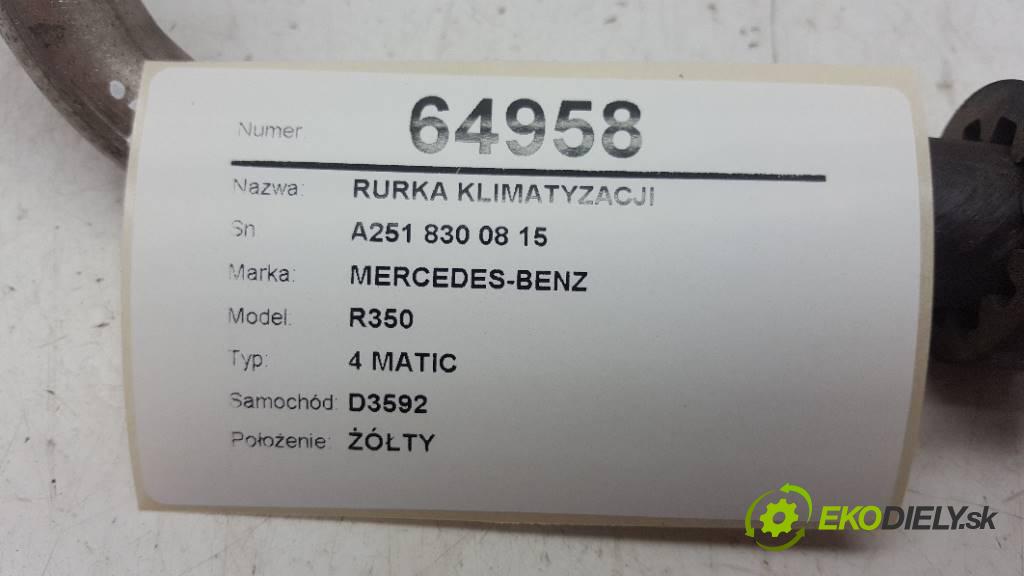 Numer: 64958
Nazwa: RURKA KLIMATYZACJI
Sn A251 830 08 15
Marka: MERCEDES-BENZ
Model: R350
Typ: 4 MATIC
Samochód: D3592
Położenie: ŻÓŁTY
EKODIELY.sk